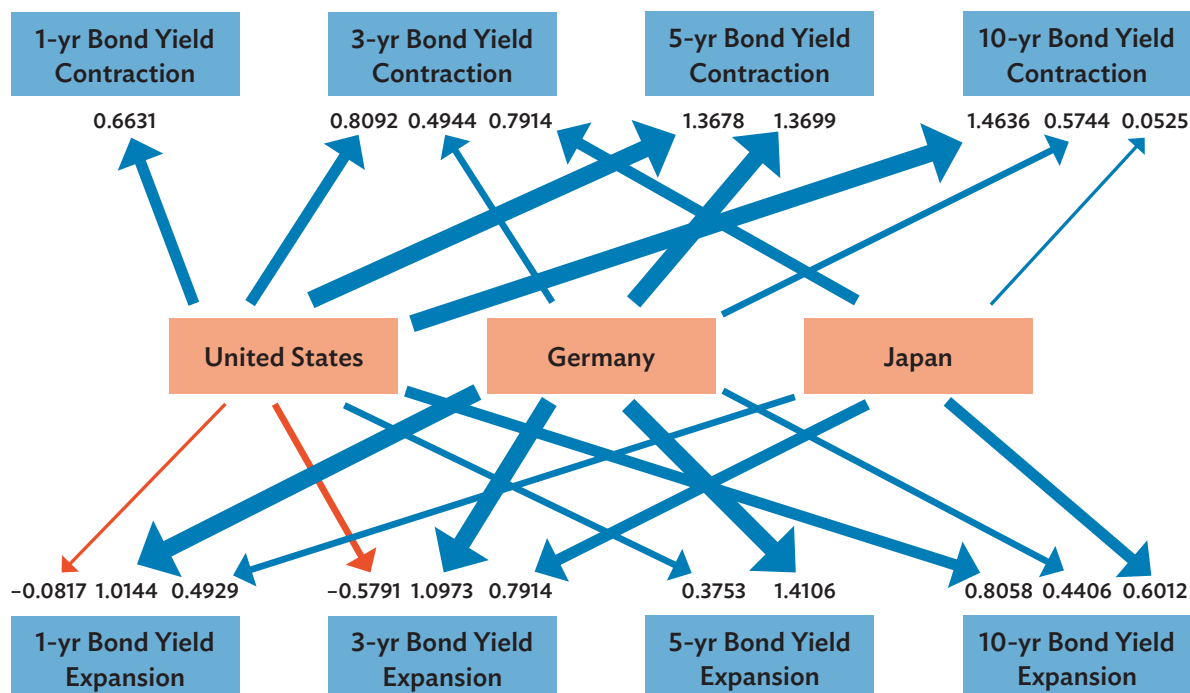 1-yr Bond Yield
Contraction
3-yr Bond Yield
Contraction
5-yr Bond Yield
Contraction
10-yr Bond Yield
Contraction
0.6631
0.8092 0.4944 0.7914
1.3678 1.3699
1.4636 0.5744 0.0525
United States
Germany
Japan
–0.0817 1.0144 0.4929
–0.5791 1.0973 0.7914
0.3753 1.4106
0.8058 0.4406 0.6012
1-yr Bond Yield
Expansion
3-yr Bond Yield
Expansion
5-yr Bond Yield
Expansion
10-yr Bond Yield
Expansion